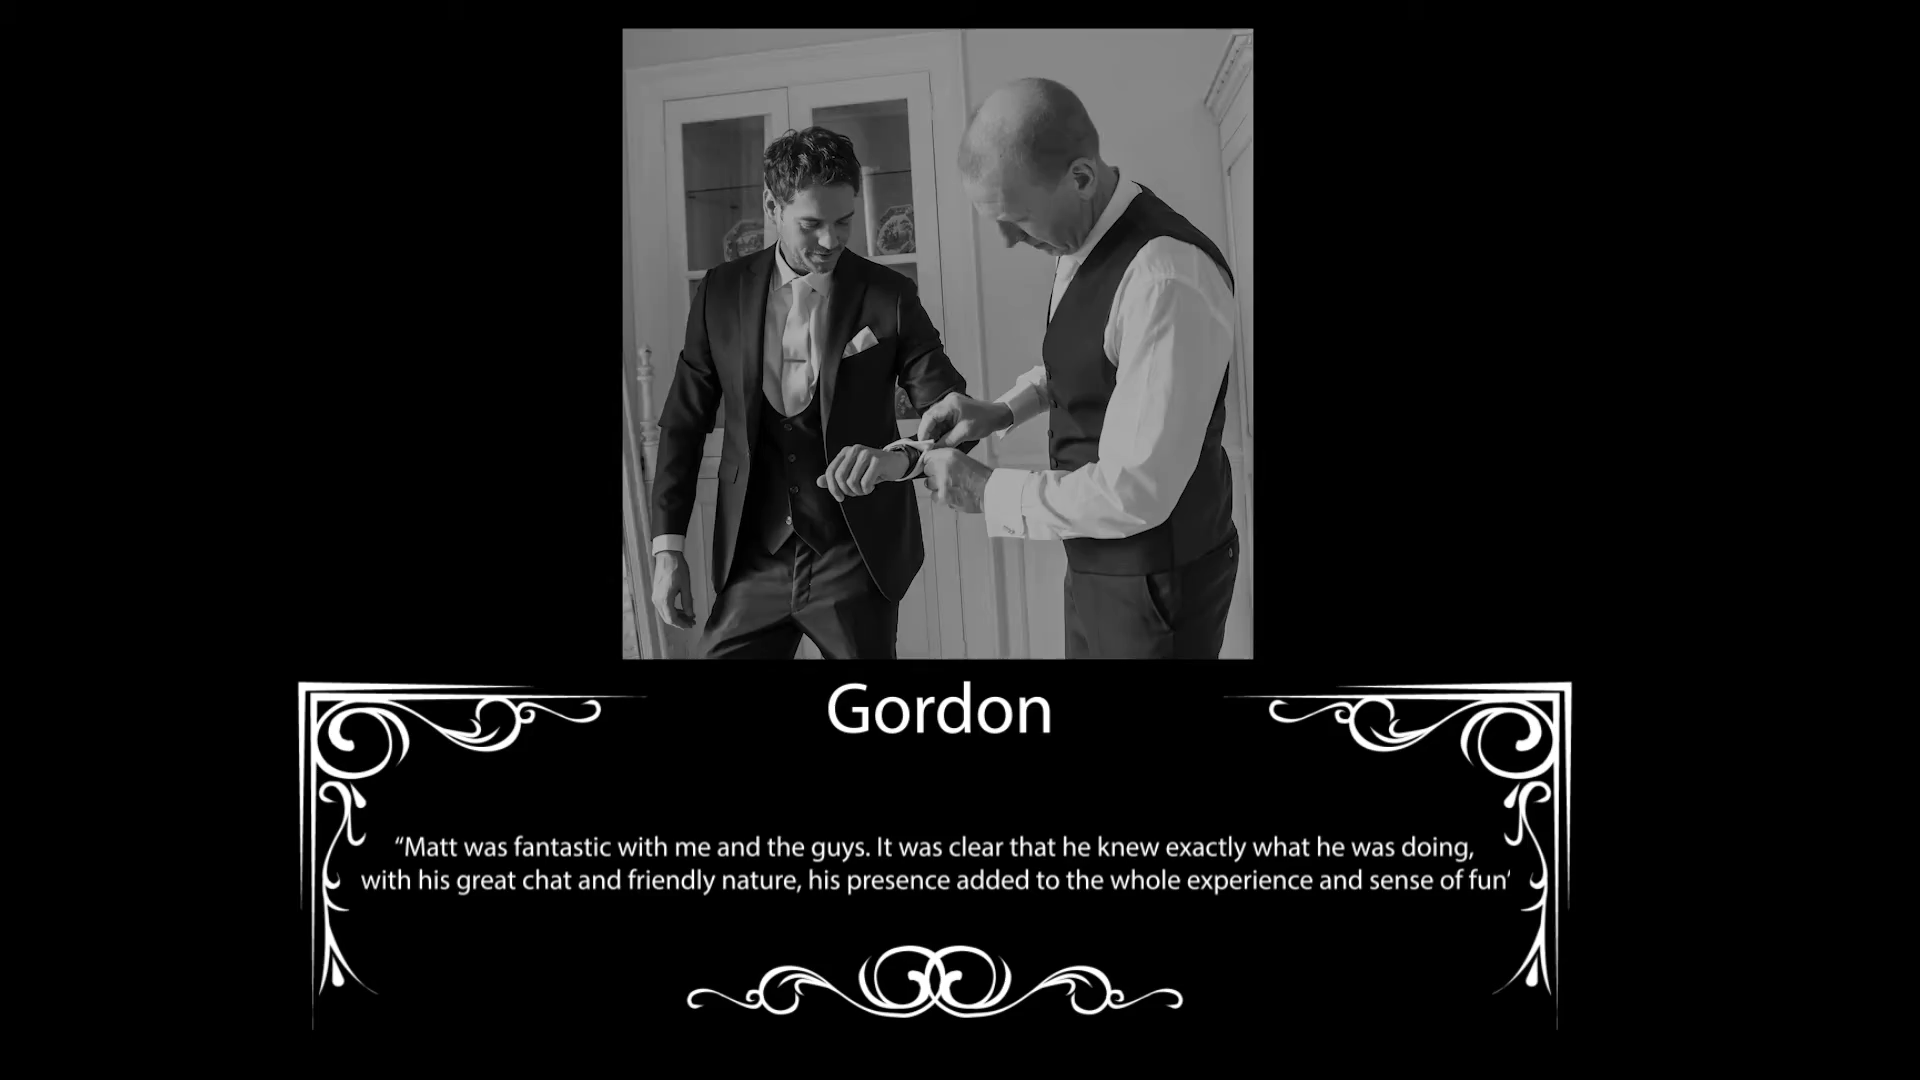 Gordon
“Matt was fantastic with me and the guys. It was clear that he knew exactly what he was doing,
with his great chat and friendly nature, his presence added to the whole experience and sense of fun'